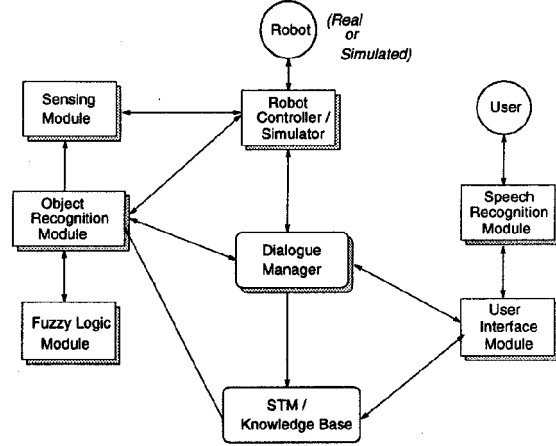 Robot
(Real
or
Simulated)
Sensing
Module
Robot
Controller /
Simulator
User
Object
Recognition
Module
Speech
Recognition
Module
Dialogue
Manager
Fuzzy Logic
Module
User
Interface
Module
STM /
Knowledge Base